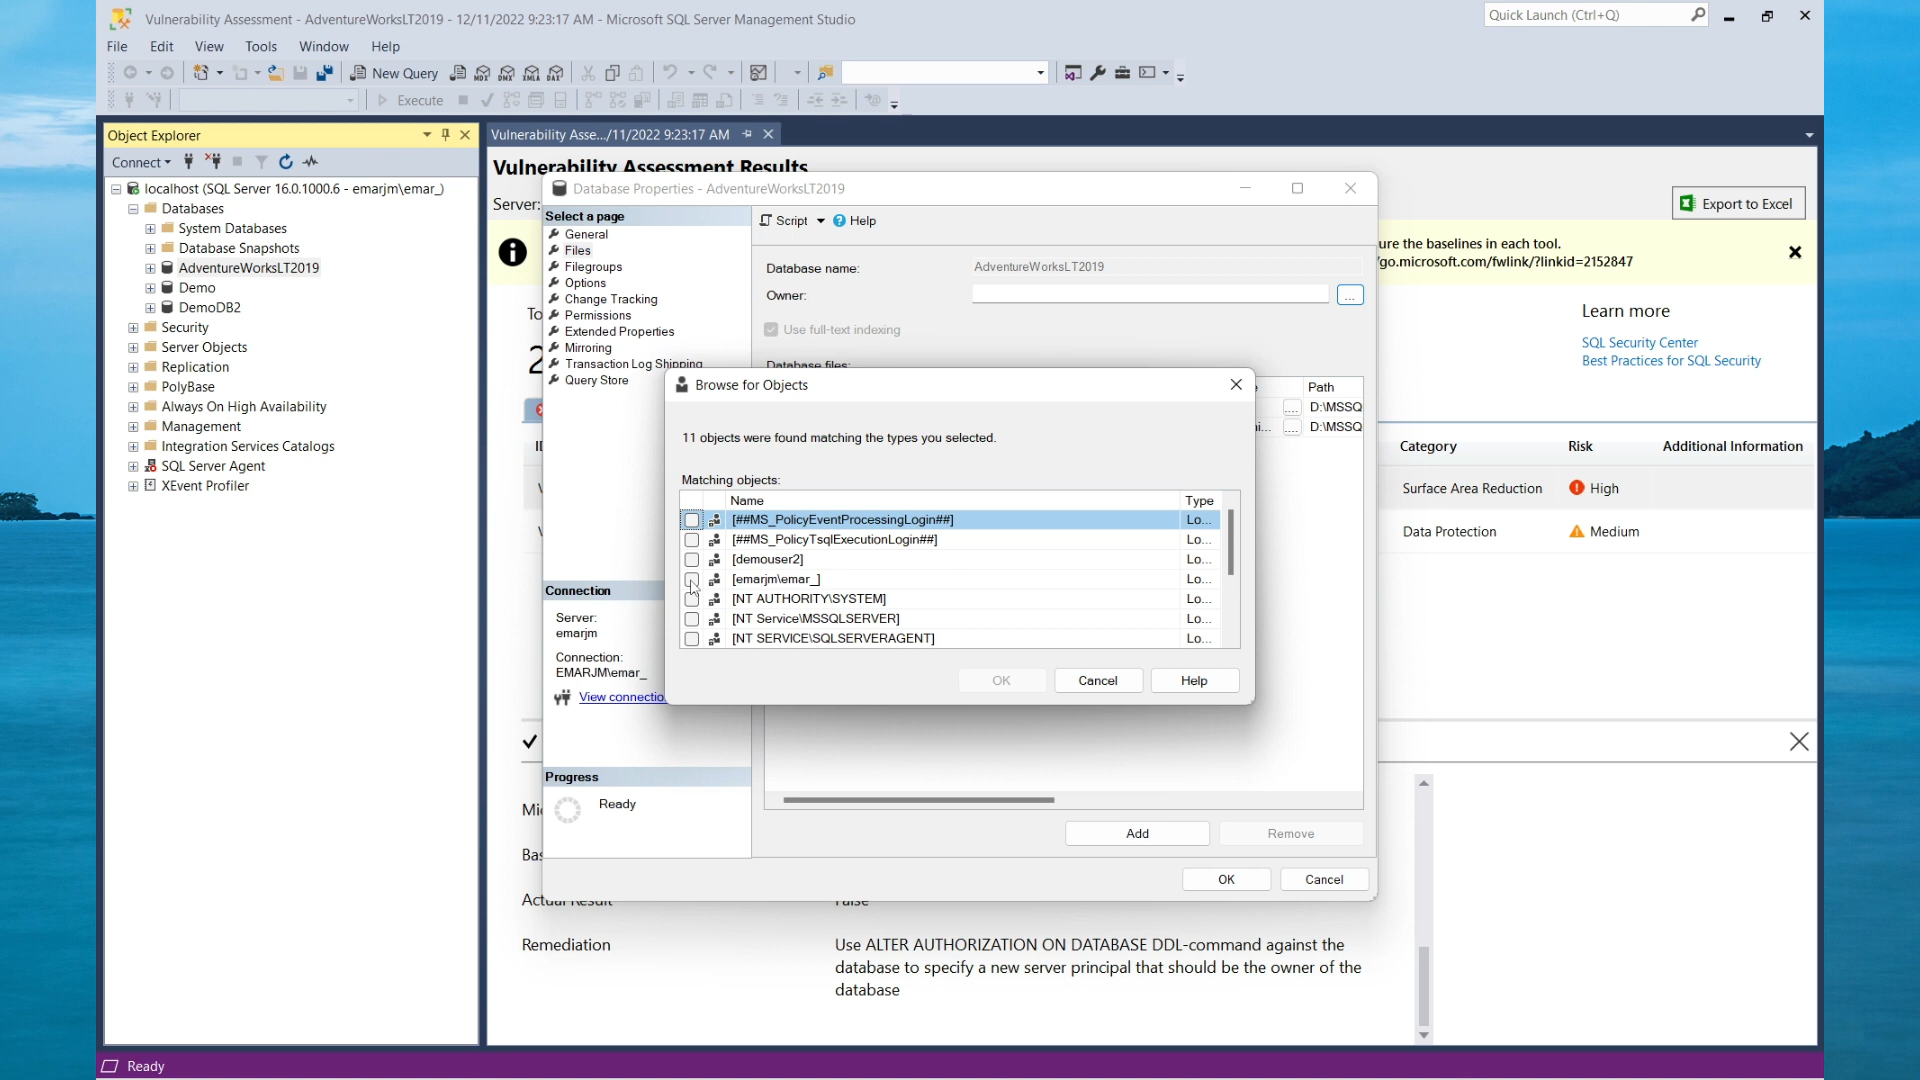 Vulnerability Assessment - AdventureWorksLT2019 - 12/11/2022 9:23:17 AM - Microsoft SQL Server Management Studio
Quick Launch (Ctrl+Q)
File Edit View Tools Window Help
New Query
Execute
Object Explorer
Connect
localhost (SQL Server 16.0.1000.6 - emarjm\emar_)
Databases
System Databases
Database Snapshots
AdventureWorksLT2019
Demo
DemoDB2
Security
Server Objects
Replication
PolyBase
Always On High Availability
Management
Integration Services Catalogs
SQL Server Agent
XEvent Profiler
Vulnerability Asse.../11/2022 9:23:17 AM
Vulnerability Assessment Results
Server:
Export to Excel
ure the baselines in each tool.
'go.microsoft.com/fwlink/?linkid=2152847
To
2
Learn more
SQL Security Center
Best Practices for SQL Security
Category Risk Additional Information
Surface Area Reduction High
Data Protection Medium
Database Properties - AdventureWorksLT2019
Select a page
General
Files
Filegroups
Options
Change Tracking
Permissions
Extended Properties
Mirroring
Transaction Log Shipping
Query Store
Script Help
Database name: AdventureWorksLT2019
Owner:
...
Use full-text indexing
Database files:
Path
... D:\MSSQ
... D:\MSSQ
Connection
Server:
emarjm
Connection:
EMARJM\emar_
View connectio
Progress
Ready
Add Remove
OK Cancel
Browse for Objects
11 objects were found matching the types you selected.
Matching objects:
Name Type
[##MS_PolicyEventProcessingLogin##] Lo...
[##MS_PolicyTsqlExecutionLogin##] Lo...
[demouser2] Lo...
[emarjm\emar_] Lo...
[NT AUTHORITY\SYSTEM] Lo...
[NT Service\MSSQLSERVER] Lo...
[NT SERVICE\SQLSERVERAGENT] Lo...
OK Cancel Help
Mi
Bas
Actual Result
False
Remediation
Use ALTER AUTHORIZATION ON DATABASE DDL-command against the
database to specify a new server principal that should be the owner of the
database
Ready